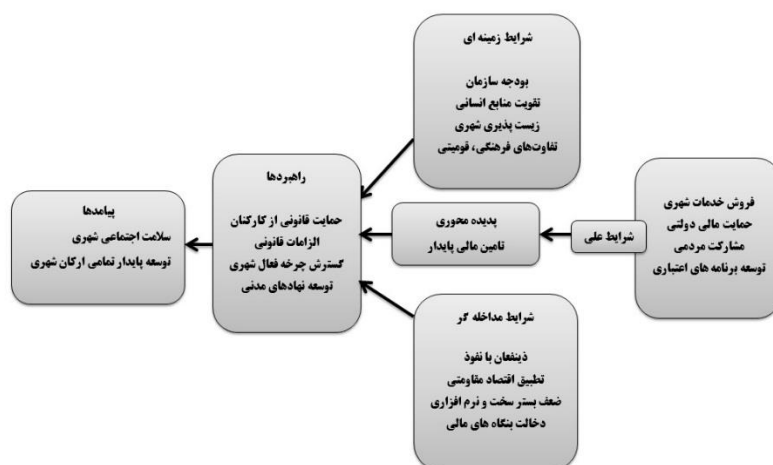 شرایط زمینه ای
بودجه سازمان
تقویت منابع انسانی
زیست پذیری شهری
تفاوت‌های فرهنگی، قومیتی
فروش خدمات شهری
حمایت مالی دولتی
مشارکت مردمی
توسعه برنامه های اعتباری
شرایط علی
پدیده محوری
تامین مالی پایدار
راهبردها
حمایت قانونی از کارکنان
الزامات قانونی
گسترش چرخه فعال شهری
توسعه نهادهای مدنی
پیامدها
سلامت اجتماعی شهری
توسعه پایدار تمامی ارکان شهری
شرایط مداخله گر
ذینفعان با نفوذ
تطبیق اقتصاد مقاومتی
ضعف بستر سخت و نرم افزاری
دخالت بنگاه های مالی